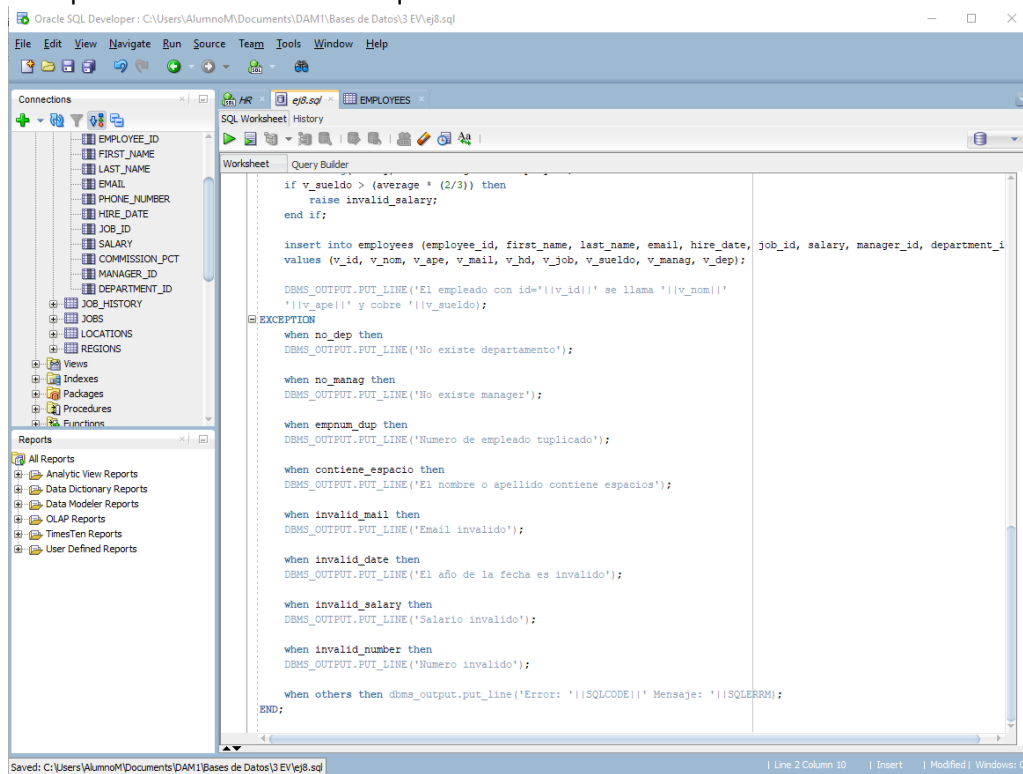 Oracle SQL Developer : C:\Users\AlumnoM\Documents\DAM1\Bases de Datos\3 EV\ej8.sql
File Edit View Navigate Run Source Team Tools Window Help
Connections
EMPLOYEE_ID
FIRST_NAME
LAST_NAME
EMAIL
PHONE_NUMBER
HIRE_DATE
JOB_ID
SALARY
COMMISSION_PCT
MANAGER_ID
DEPARTMENT_ID
JOB_HISTORY
JOBS
LOCATIONS
REGIONS
Views
Indexes
Packages
Procedures
Functions
Reports
All Reports
Analytic View Reports
Data Dictionary Reports
Data Modeler Reports
OLAP Reports
TimesTen Reports
User Defined Reports
HR ej8.sql EMPLOYEES
SQL Worksheet History
Worksheet Query Builder
if v_sueldo > (average * (2/3)) then
raise invalid_salary;
end if;
insert into employees (employee_id, first_name, last_name, email, hire_date, job_id, salary, manager_id, department_i
values (v_id, v_nom, v_ape, v_mail, v_hd, v_job, v_sueldo, v_manag, v_dep);
DBMS_OUTPUT.PUT_LINE('El empleado con id='||v_id||' se llama '||v_nom||'
'||v_ape||' y cobre '||v_sueldo);
EXCEPTION
when no_dep then
DBMS_OUTPUT.PUT_LINE('No existe departamento');
when no_manag then
DBMS_OUTPUT.PUT_LINE('No existe manager');
when empnum_dup then
DBMS_OUTPUT.PUT_LINE('Numero de empleado tuplicado');
when contiene_espacio then
DBMS_OUTPUT.PUT_LINE('El nombre o apellido contiene espacios');
when invalid_mail then
DBMS_OUTPUT.PUT_LINE('Email invalido');
when invalid_date then
DBMS_OUTPUT.PUT_LINE('El año de la fecha es invalido');
when invalid_salary then
DBMS_OUTPUT.PUT_LINE('Salario invalido');
when invalid_number then
DBMS_OUTPUT.PUT_LINE('Numero invalido');
when others then dbms_output.put_line('Error: '||SQLCODE||' Mensaje: '||SQLERRM);
END;
Saved: C:\Users\AlumnoM\Documents\DAM1\Bases de Datos\3 EV\ej8.sql
Line 2 Column 10 | Insert | Modified | Windows: C